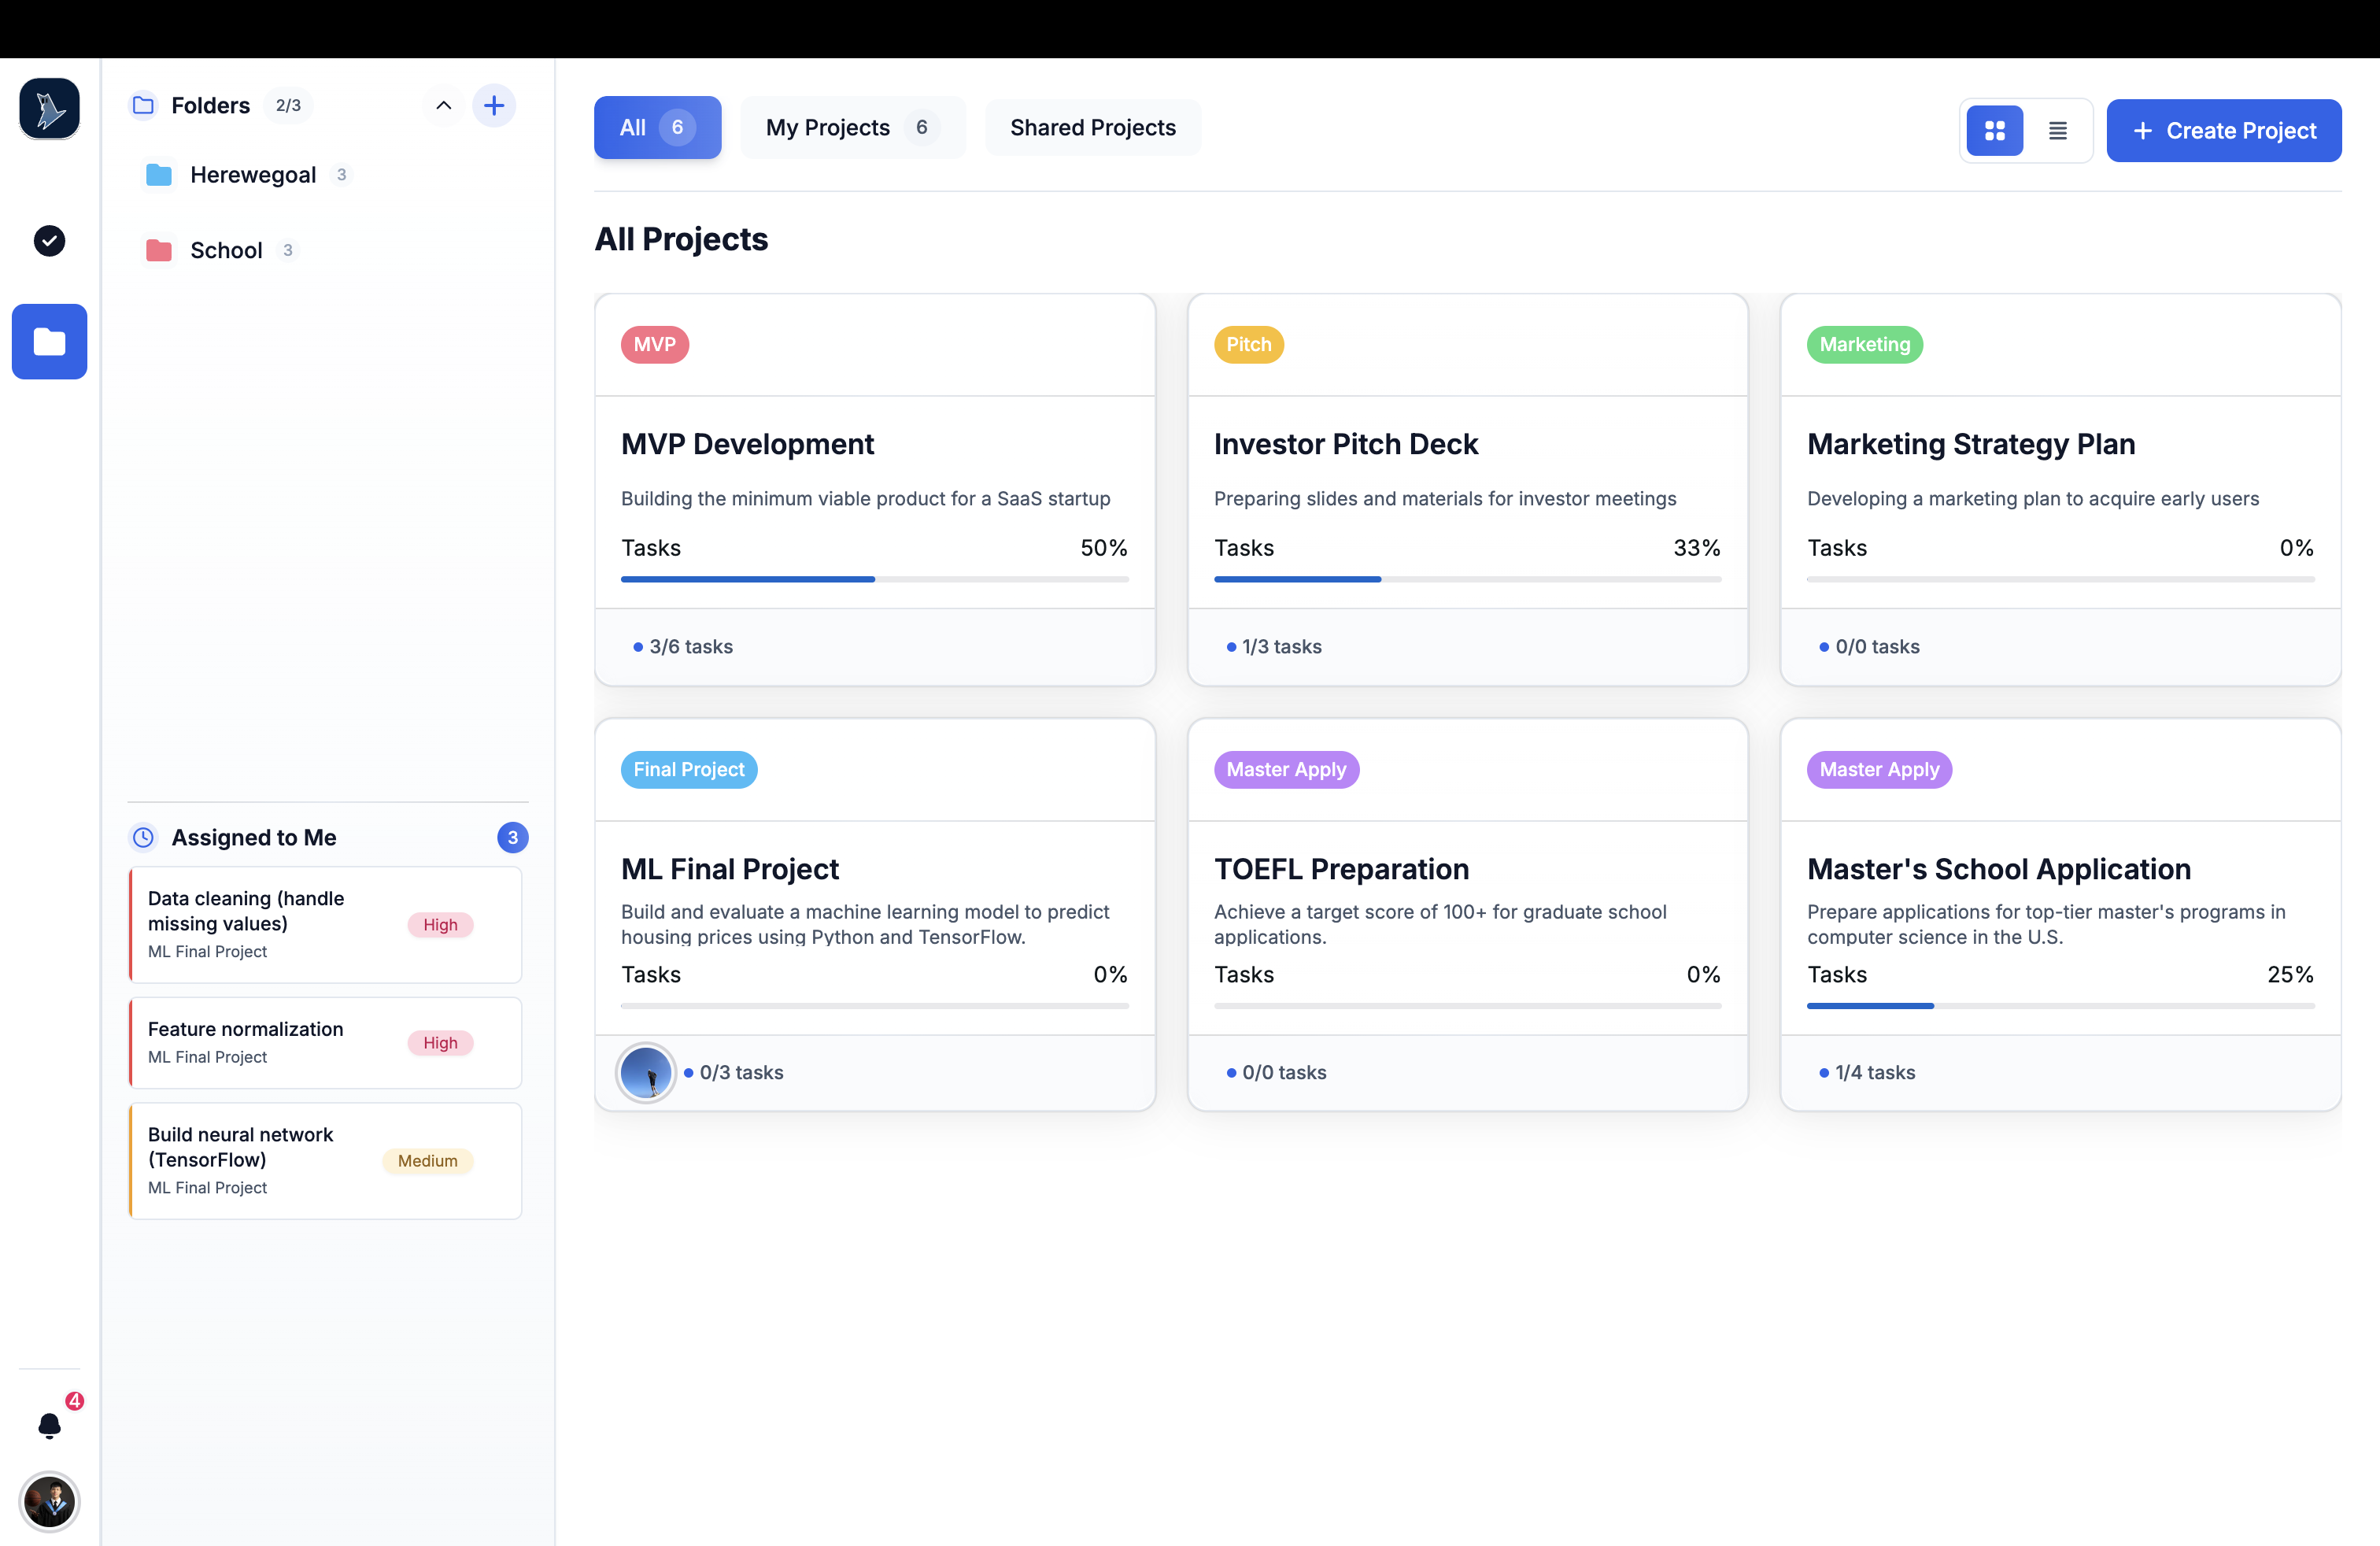 Folders 2/3
Herewegoal 3
School 3
Assigned to Me 3
Data cleaning (handle
missing values)
High
ML Final Project
Feature normalization
High
ML Final Project
Build neural network
(TensorFlow)
Medium
ML Final Project
4
All 6
My Projects 6
Shared Projects
+ Create Project
All Projects
MVP
MVP Development
Building the minimum viable product for a SaaS startup
Tasks 50%
3/6 tasks
Pitch
Investor Pitch Deck
Preparing slides and materials for investor meetings
Tasks 33%
1/3 tasks
Marketing
Marketing Strategy Plan
Developing a marketing plan to acquire early users
Tasks 0%
0/0 tasks
Final Project
ML Final Project
Build and evaluate a machine learning model to predict
housing prices using Python and TensorFlow.
Tasks 0%
0/3 tasks
Master Apply
TOEFL Preparation
Achieve a target score of 100+ for graduate school
applications.
Tasks 0%
0/0 tasks
Master Apply
Master's School Application
Prepare applications for top-tier master's programs in
computer science in the U.S.
Tasks 25%
1/4 tasks